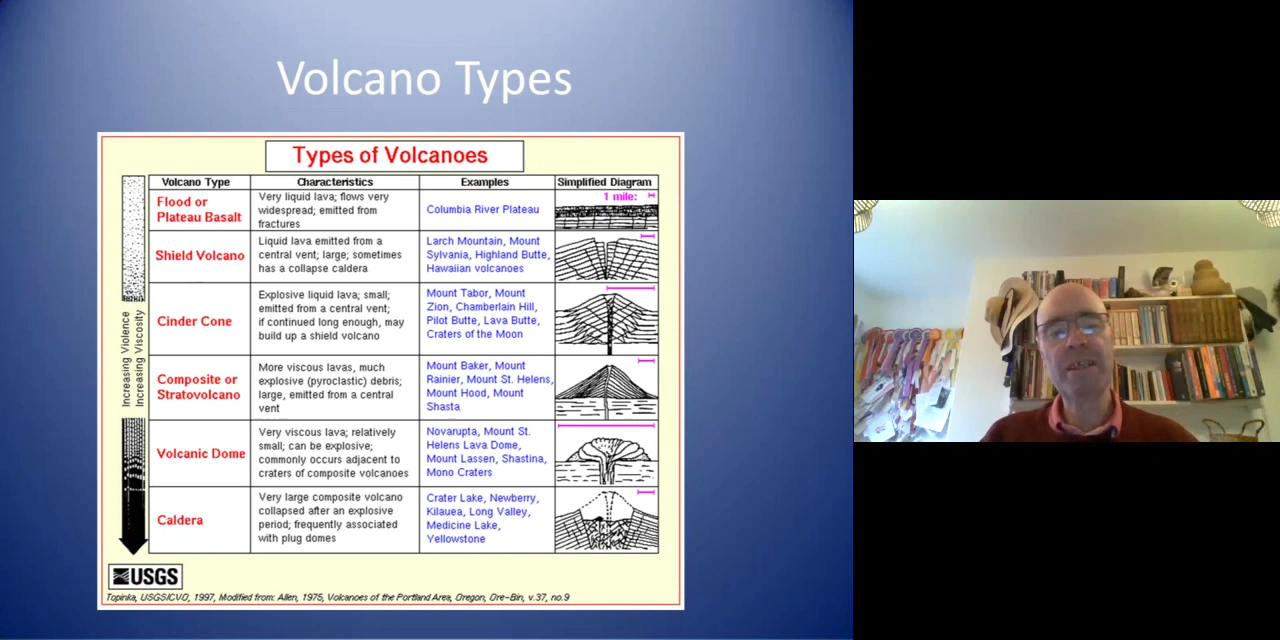 Volcano Types
Types of Volcanoes
Volcano Type
Characteristics
Examples
Simplified Diagram
Flood or
Plateau Basalt
Very liquid lava; flows very
widespread; emitted from
fractures
Columbia River Plateau
1 mile:
Shield Volcano
Liquid lava emitted from a
central vent; large; sometimes
has a collapse caldera
Larch Mountain, Mount
Sylvania, Highland Butte,
Hawaiian volcanoes
Cinder Cone
Explosive liquid lava; small;
emitted from a central vent;
if continued long enough, may
build up a shield volcano
Mount Tabor, Mount
Zion, Chamberlain Hill,
Pilot Butte, Lava Butte,
Craters of the Moon
Composite or
Stratovolcano
More viscous lavas, much
explosive (pyroclastic) debris;
large, emitted from a central
vent
Mount Baker, Mount
Rainier, Mount St. Helens,
Mount Hood, Mount
Shasta
Volcanic Dome
Very viscous lava; relatively
small; can be explosive;
commonly occurs adjacent to
craters of composite volcanoes
Novarupta, Mount St.
Helens Lava Dome,
Mount Lassen, Shastina,
Mono Craters
Caldera
Very large composite volcano
collapsed after an explosive
period; frequently associated
with plug domes
Crater Lake, Newberry,
Kilauea, Long Valley,
Medicine Lake,
Yellowstone
Increasing Violence
Increasing Viscosity
USGS
Topinka, USGS/CVO, 1997, Modified from: Allen, 1975, Volcanoes of the Portland Area, Oregon, Ore-Bin, v.37, no.9